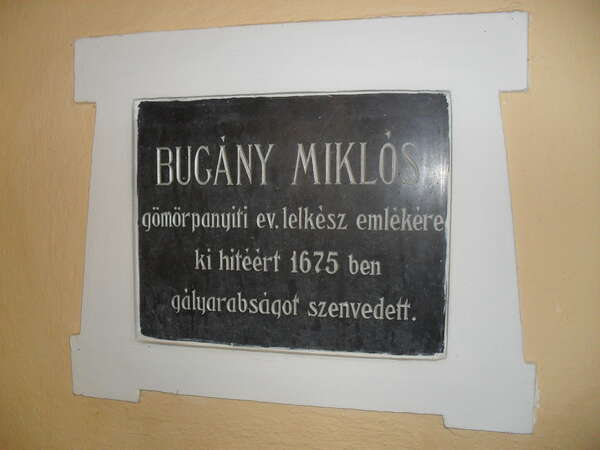 BUGÁNY MIKLÓS
gömörpanyiti ev. lelkész emlékére
ki hitéért 1675 ben
gályarabságot szenvedett.